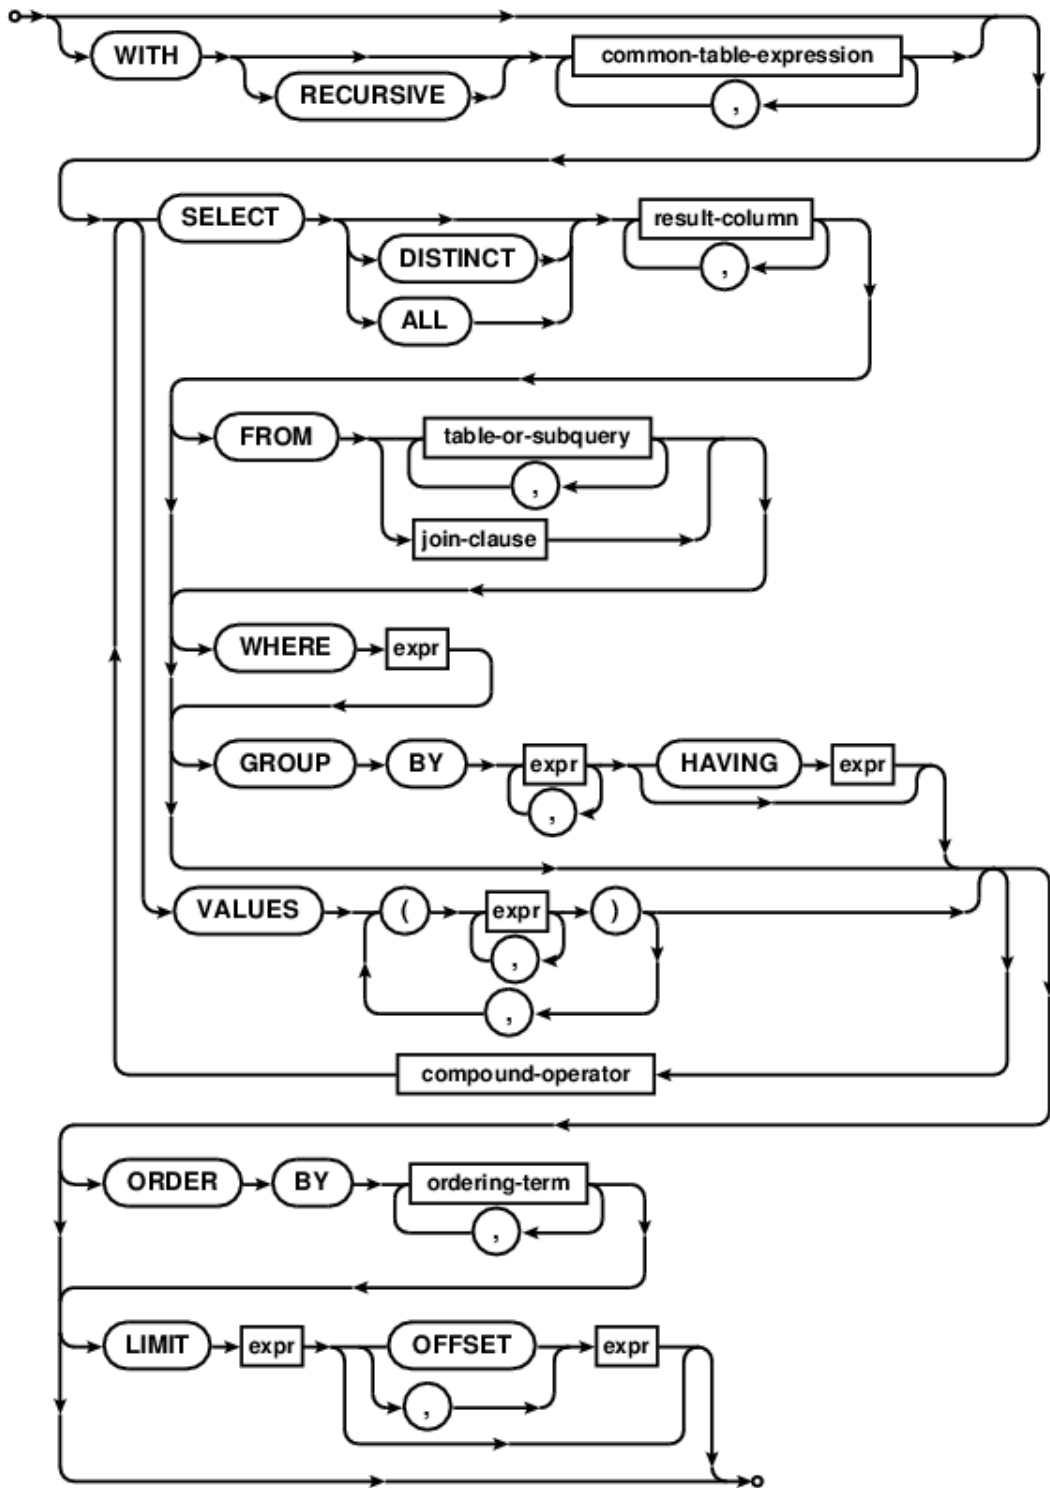 WITH common-table-expression
RECURSIVE ,
SELECT result-column
DISTINCT ,
ALL
FROM table-or-subquery
,
join-clause
WHERE expr
GROUP BY expr HAVING expr
,
VALUES ( expr )
,
,
compound-operator
ORDER BY ordering-term
,
LIMIT expr OFFSET expr
,